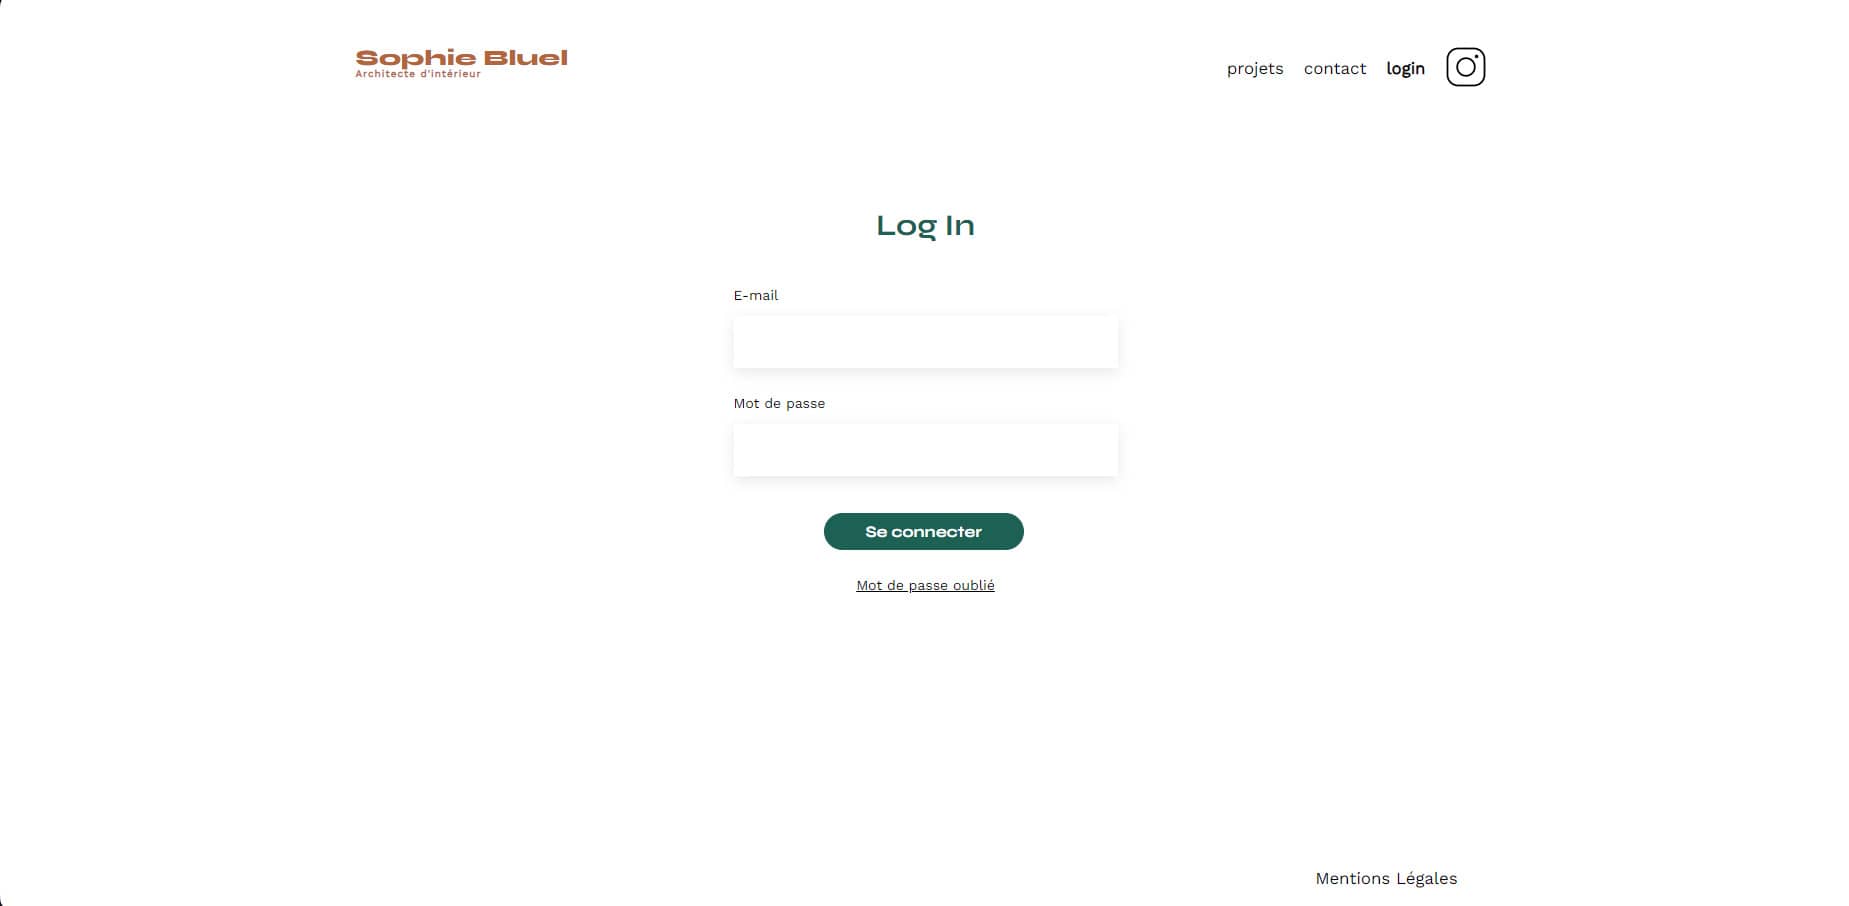 Sophie Bluel
Architecte d'intérieur
projets contact login
Log In
E-mail
Mot de passe
Se connecter
Mot de passe oublié
Mentions Légales